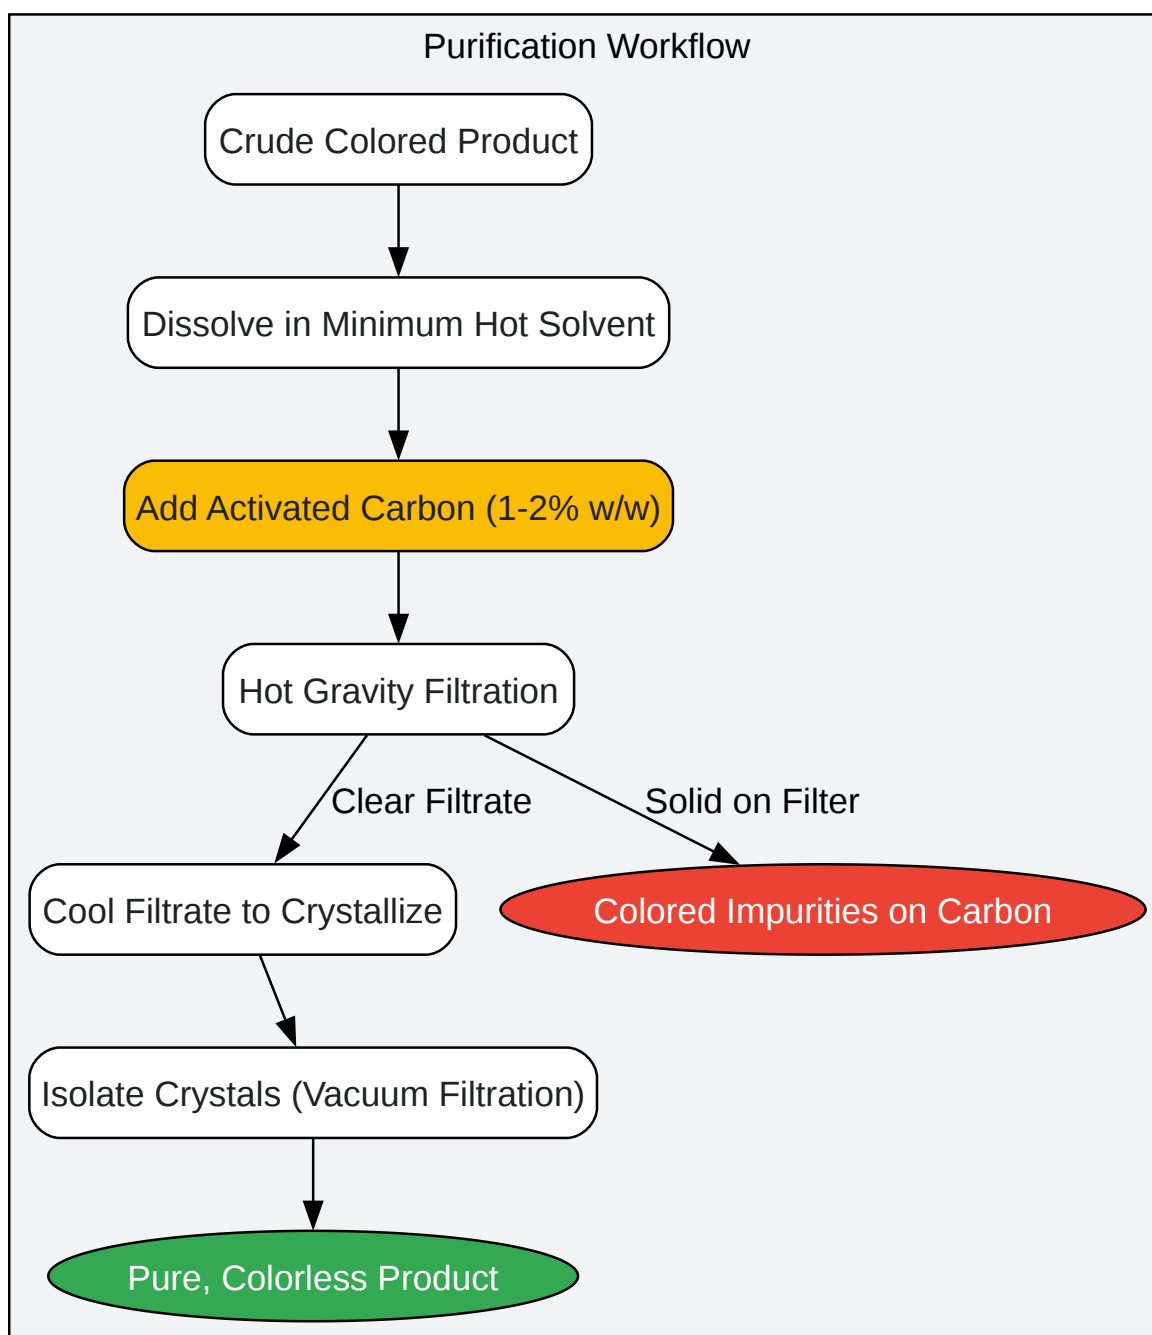 Purification Workflow
Crude Colored Product
Dissolve in Minimum Hot Solvent
Add Activated Carbon (1-2% w/w)
Hot Gravity Filtration
Clear Filtrate
Solid on Filter
Cool Filtrate to Crystallize
Colored Impurities on Carbon
Isolate Crystals (Vacuum Filtration)
Pure, Colorless Product